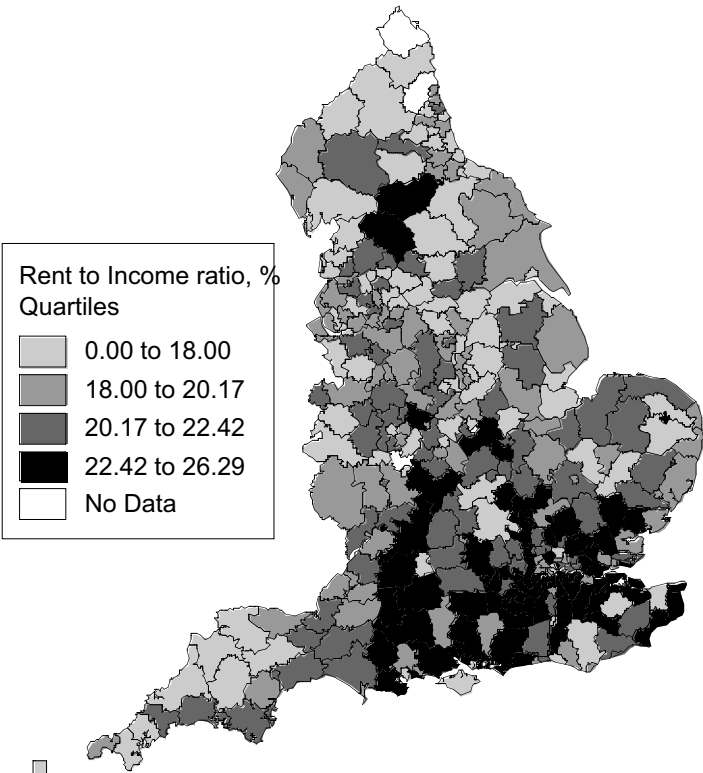 Rent to Income ratio, %
Quartiles
0.00 to 18.00
18.00 to 20.17
20.17 to 22.42
22.42 to 26.29
No Data